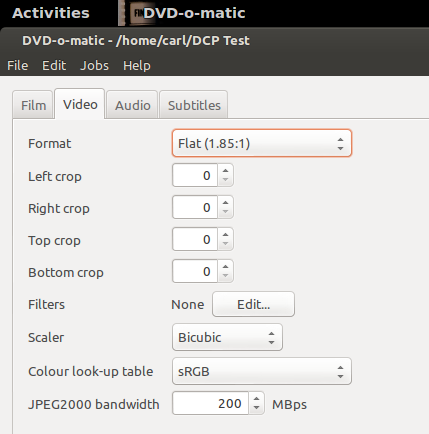 Activities DVD-o-matic
DVD-o-matic - /home/carl/DCP Test
File Edit Jobs Help
Film Video Audio Subtitles
Format Flat (1.85:1)
Left crop 0
Right crop 0
Top crop 0
Bottom crop 0
Filters None Edit...
Scaler Bicubic
Colour look-up table sRGB
JPEG2000 bandwidth 200 MBps